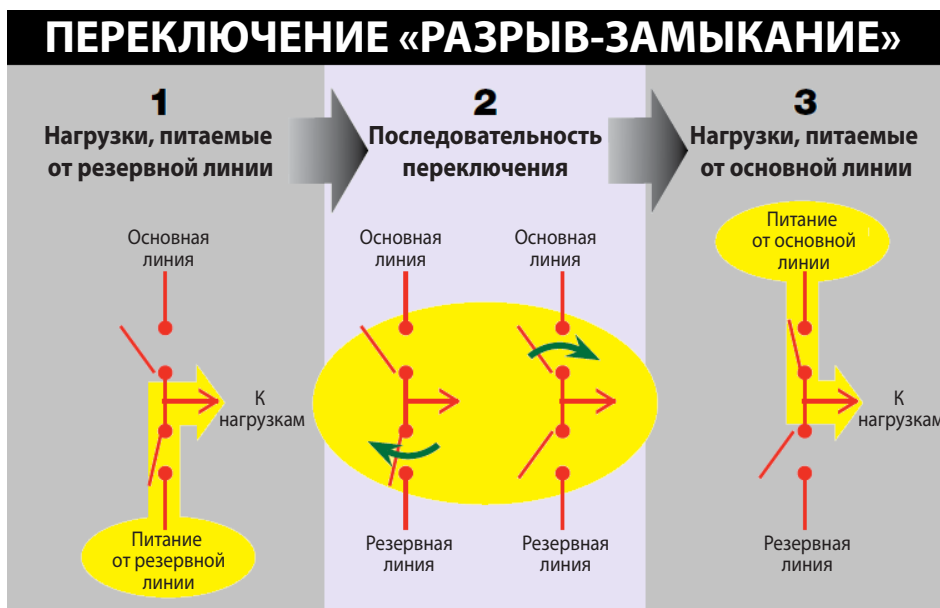 ПЕРЕКЛЮЧЕНИЕ «РАЗРЫВ-ЗАМЫКАНИЕ»
1
Нагрузки, питаемые
от резервной линии
2
Последовательность
переключения
3
Нагрузки, питаемые
от основной линии
Основная
линия
К
нагрузкам
Питание
от резервной
линии
Основная
линия
Основная
линия
Резервная
линия
Резервная
линия
Питание
от основной
линии
К
нагрузкам
Резервная
линия